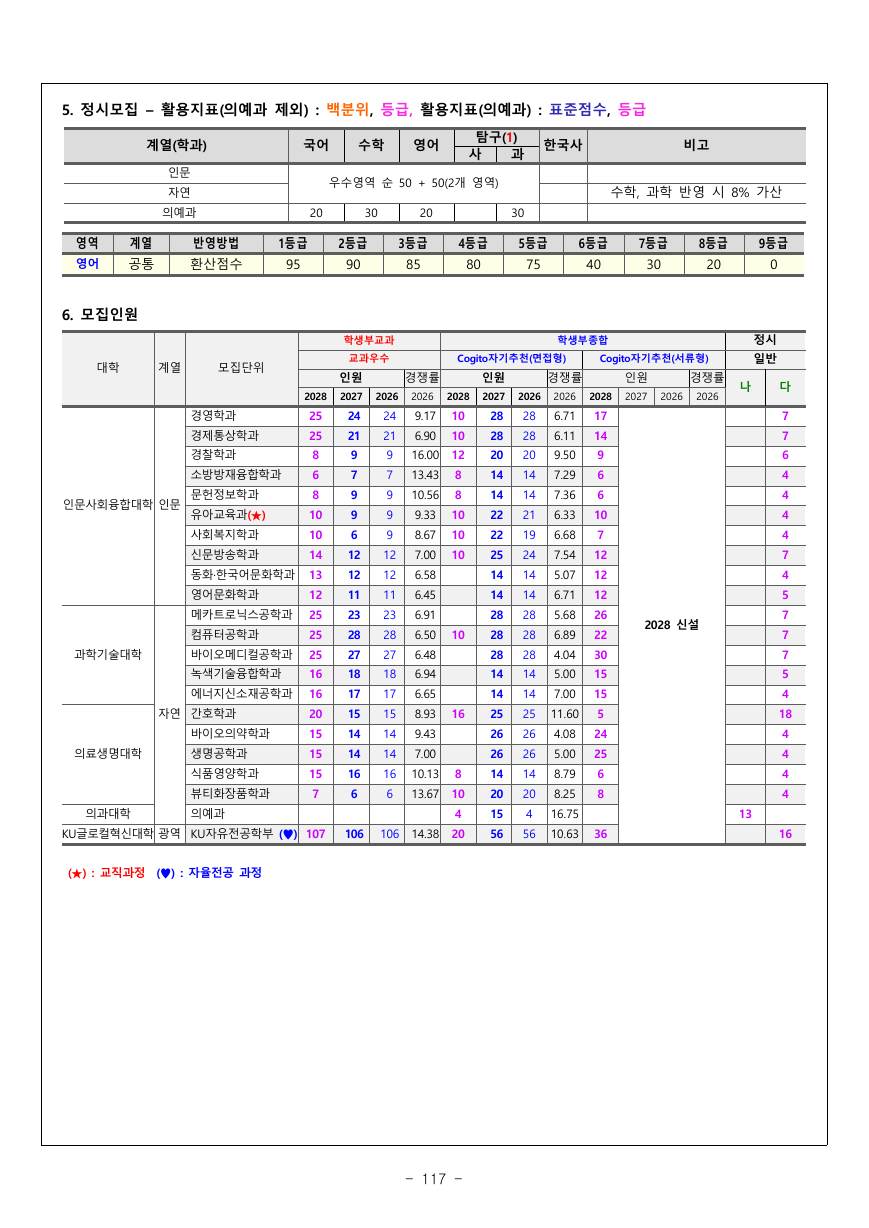 5. 정시모집 – 활용지표(의예과 제외) : 백분위, 등급, 활용지표(의예과) : 표준점수, 등급
계열(학과) 국어 수학 영어 탐구(1) 한국사 비고
사 과
인문 우수영역 순 50 + 50(2개 영역)
자연 수학, 과학 반영 시 8% 가산
의예과 20 30 20 30
영역 계열 반영방법 1등급 2등급 3등급 4등급 5등급 6등급 7등급 8등급 9등급
영어 공통 환산점수 95 90 85 80 75 40 30 20 0
6. 모집인원
대학 계열 모집단위 학생부교과 학생부종합 정시
교과우수 Cogito자기추천(면접형) Cogito자기추천(서류형) 일반
인원 경쟁률 인원 경쟁률 인원 경쟁률 나 다
2028 2027 2026 2026 2028 2027 2026 2026 2028 2027 2026 2026
인문사회융합대학 인문 경영학과 25 24 24 9.17 10 28 28 6.71 17 2028 신설 7
경제통상학과 25 21 21 6.90 10 28 28 6.11 14 7
경찰학과 8 9 9 16.00 12 20 20 9.50 9 6
소방방재융합학과 6 7 7 13.43 8 14 14 7.29 6 4
문헌정보학과 8 9 9 10.56 8 14 14 7.36 6 4
유아교육과(★) 10 9 9 9.33 10 22 21 6.33 10 4
사회복지학과 10 6 9 8.67 10 22 19 6.68 7 4
신문방송학과 14 12 12 7.00 10 25 24 7.54 12 7
동화·한국어문화학과 13 12 12 6.58 14 14 5.07 12 4
영어문화학과 12 11 11 6.45 14 14 6.71 12 5
과학기술대학 자연 메카트로닉스공학과 25 23 23 6.91 28 28 5.68 26 7
컴퓨터공학과 25 28 28 6.50 10 28 28 6.89 22 7
바이오메디컬공학과 25 27 27 6.48 28 28 4.04 30 7
녹색기술융합학과 16 18 18 6.94 14 14 5.00 15 5
에너지신소재공학과 16 17 17 6.65 14 14 7.00 15 4
의료생명대학 간호학과 20 15 15 8.93 16 25 25 11.60 5 18
바이오의약학과 15 14 14 9.43 26 26 4.08 24 4
생명공학과 15 14 14 7.00 26 26 5.00 25 4
식품영양학과 15 16 16 10.13 8 14 14 8.79 6 4
뷰티화장품학과 7 6 6 13.67 10 20 20 8.25 8 4
의과대학 의예과 4 15 4 16.75 13
KU글로컬혁신대학 광역 KU자유전공학부 (♥) 107 106 106 14.38 20 56 56 10.63 36 16
(★) : 교직과정 (♥) : 자율전공 과정
- 117 -